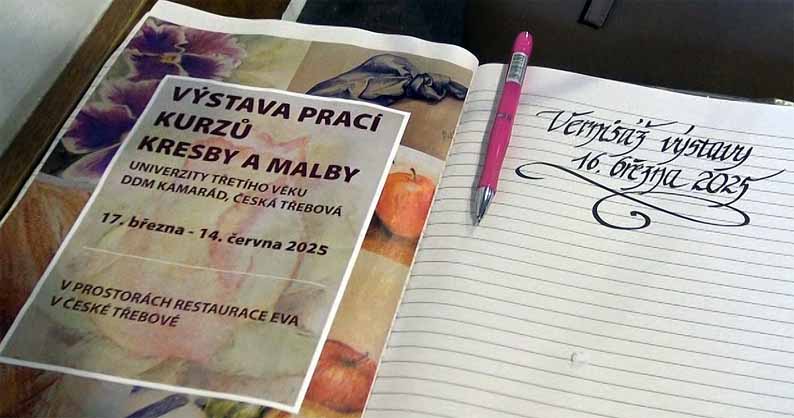 VÝSTAVA PRACÍ
KURZŮ
KRESBY A MALBY
UNIVERZITY TŘETÍHO VĚKU
DDM KAMARÁD, ČESKÁ TŘEBOVÁ
17. března - 14. června 2025
V PROSTORÁCH RESTAURACE EVA
V ČESKÉ TŘEBOVÉ
Vernisáž výstavy
16. března 2025